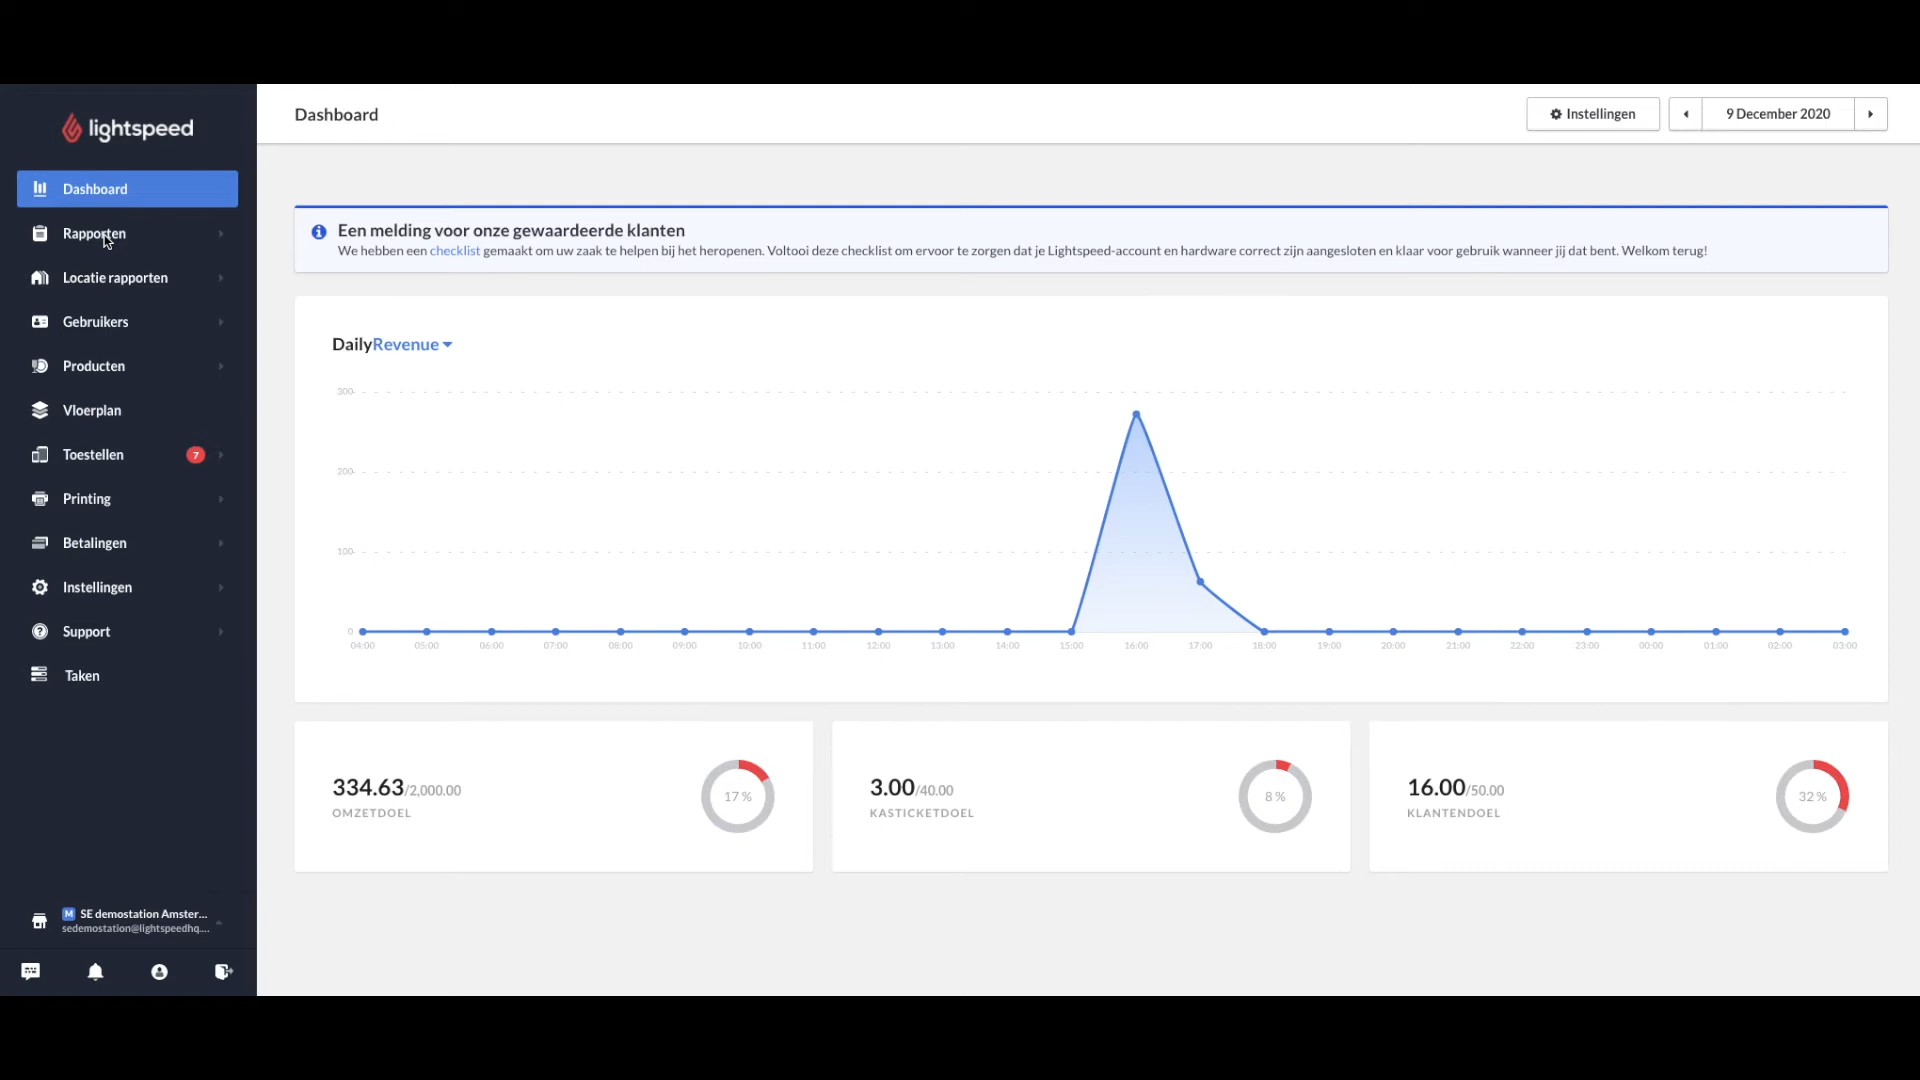 lightspeed
Dashboard
Rapporten
Locatie rapporten
Gebruikers
Producten
Vloerplan
Toestellen 7
Printing
Betalingen
Instellingen
Support
Taken
M SE demostation Amster...
sedemostation@lightspeedhq....
Dashboard
Instellingen
9 December 2020
Een melding voor onze gewaardeerde klanten
We hebben een checklist gemaakt om uw zaak te helpen bij het heropenen. Voltooi deze checklist om ervoor te zorgen dat je Lightspeed-account en hardware correct zijn aangesloten en klaar voor gebruik wanneer jij dat bent. Welkom terug!
DailyRevenue
300
200
100
0
04:00 05:00 06:00 07:00 08:00 09:00 10:00 11:00 12:00 13:00 14:00 15:00 16:00 17:00 18:00 19:00 20:00 21:00 22:00 23:00 00:00 01:00 02:00 03:00
334.63/2,000.00
OMZETDOEL
17 %
3.00/40.00
KASTICKETDOEL
8 %
16.00/50.00
KLANTENDOEL
32 %